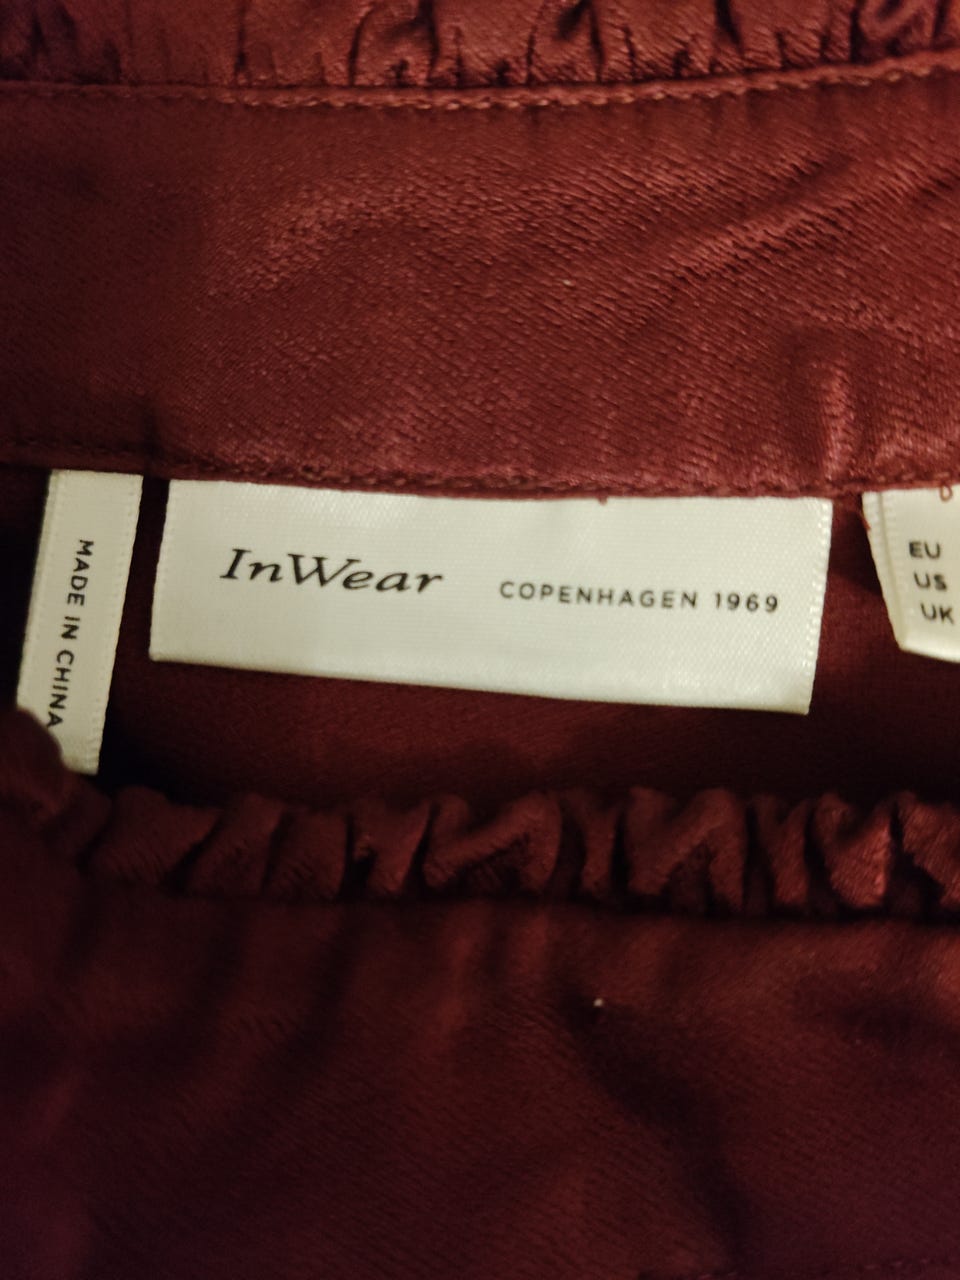 MADE IN CHINA
InWear COPENHAGEN 1969
EU
US
UK